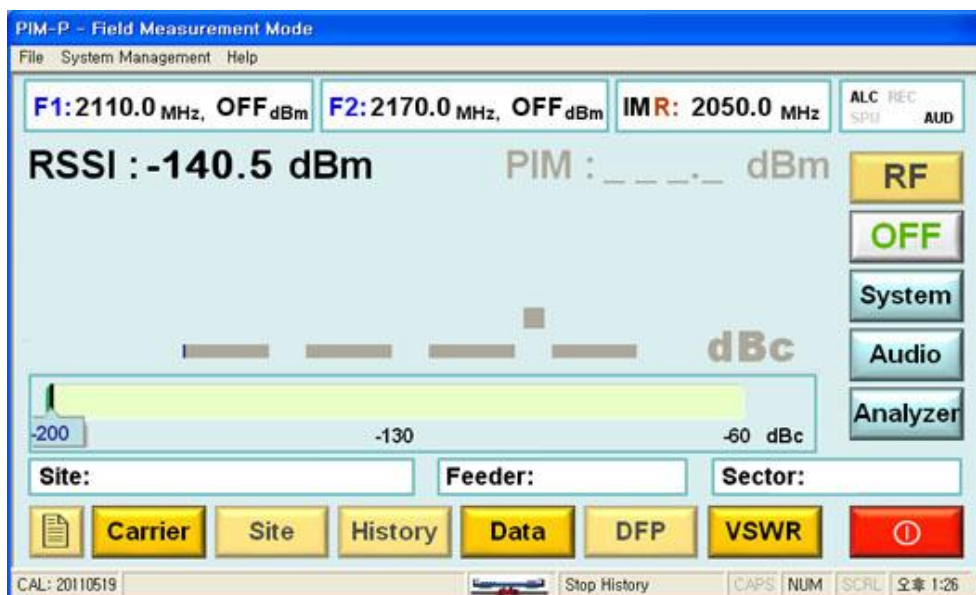 PIM-P - Field Measurement Mode
File System Management Help
F1:2110.0 MHz, OFF dBm F2:2170.0 MHz, OFF dBm IMR: 2050.0 MHz ALC REC
SPU AUD
RSSI :-140.5 dBm PIM :_ _ _._ dBm RF
OFF
System
dBc Audio
Analyzer
-200 -130 -60 dBc
Site: Feeder: Sector:
Carrier Site History Data DFP VSWR
CAL: 20110519 Stop History CAPS NUM SCRL 오후 1:26